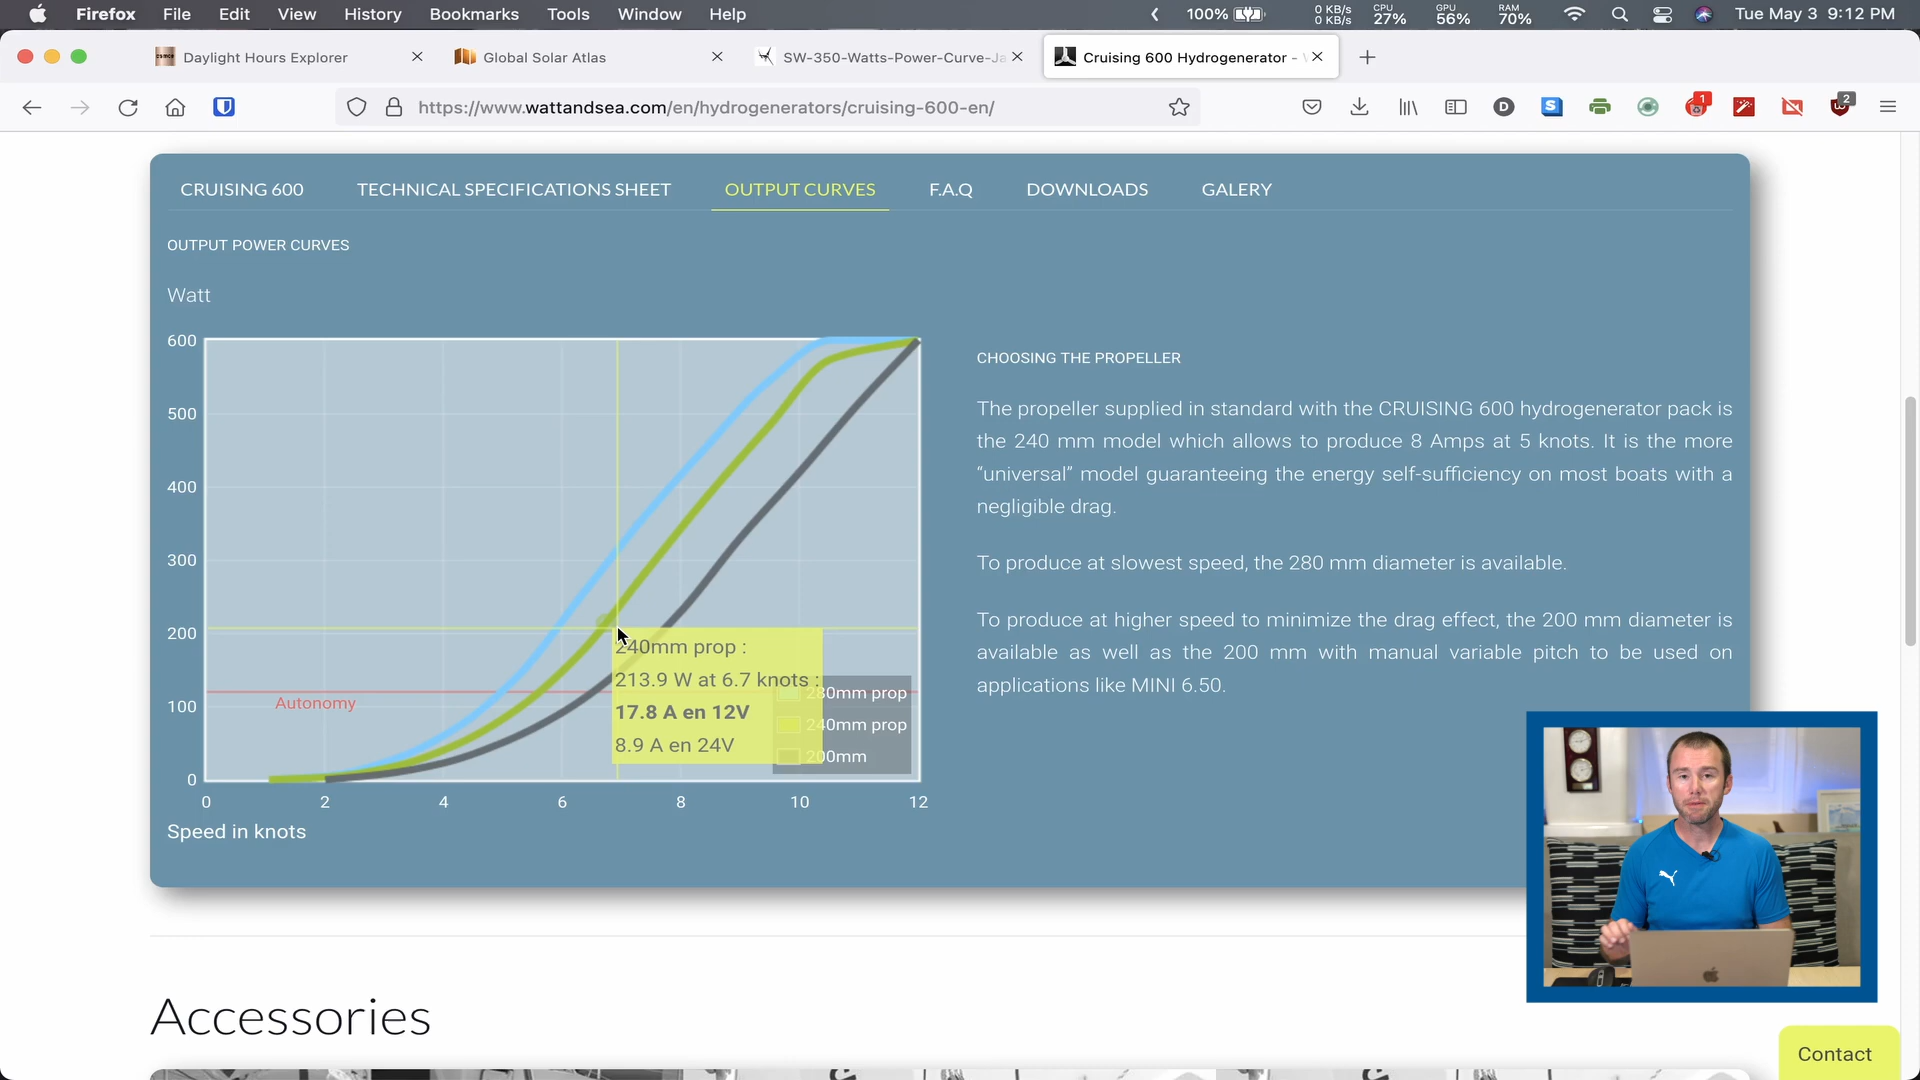 Firefox File Edit View History Bookmarks Tools Window Help
100%
0 KB/s
0 KB/s
CPU
27%
GPU
56%
RAM
70%
Tue May 3 9:12 PM
Daylight Hours Explorer
Global Solar Atlas
SW-350-Watts-Power-Curve-Ja
Cruising 600 Hydrogenerator -
https://www.wattandsea.com/en/hydrogenerators/cruising-600-en/
D
S
1
2
CRUISING 600 TECHNICAL SPECIFICATIONS SHEET OUTPUT CURVES F.A.Q DOWNLOADS GALERY
OUTPUT POWER CURVES
Watt
600
500
400
300
200
100
0
0 2 4 6 8 10 12
Speed in knots
Autonomy
240mm prop :
213.9 W at 6.7 knots :
17.8 A en 12V
8.9 A en 24V
280mm prop
240mm prop
200mm
CHOOSING THE PROPELLER
The propeller supplied in standard with the CRUISING 600 hydrogenerator pack is
the 240 mm model which allows to produce 8 Amps at 5 knots. It is the more
“universal” model guaranteeing the energy self-sufficiency on most boats with a
negligible drag.
To produce at slowest speed, the 280 mm diameter is available.
To produce at higher speed to minimize the drag effect, the 200 mm diameter is
available as well as the 200 mm with manual variable pitch to be used on
applications like MINI 6.50.
Accessories
Contact